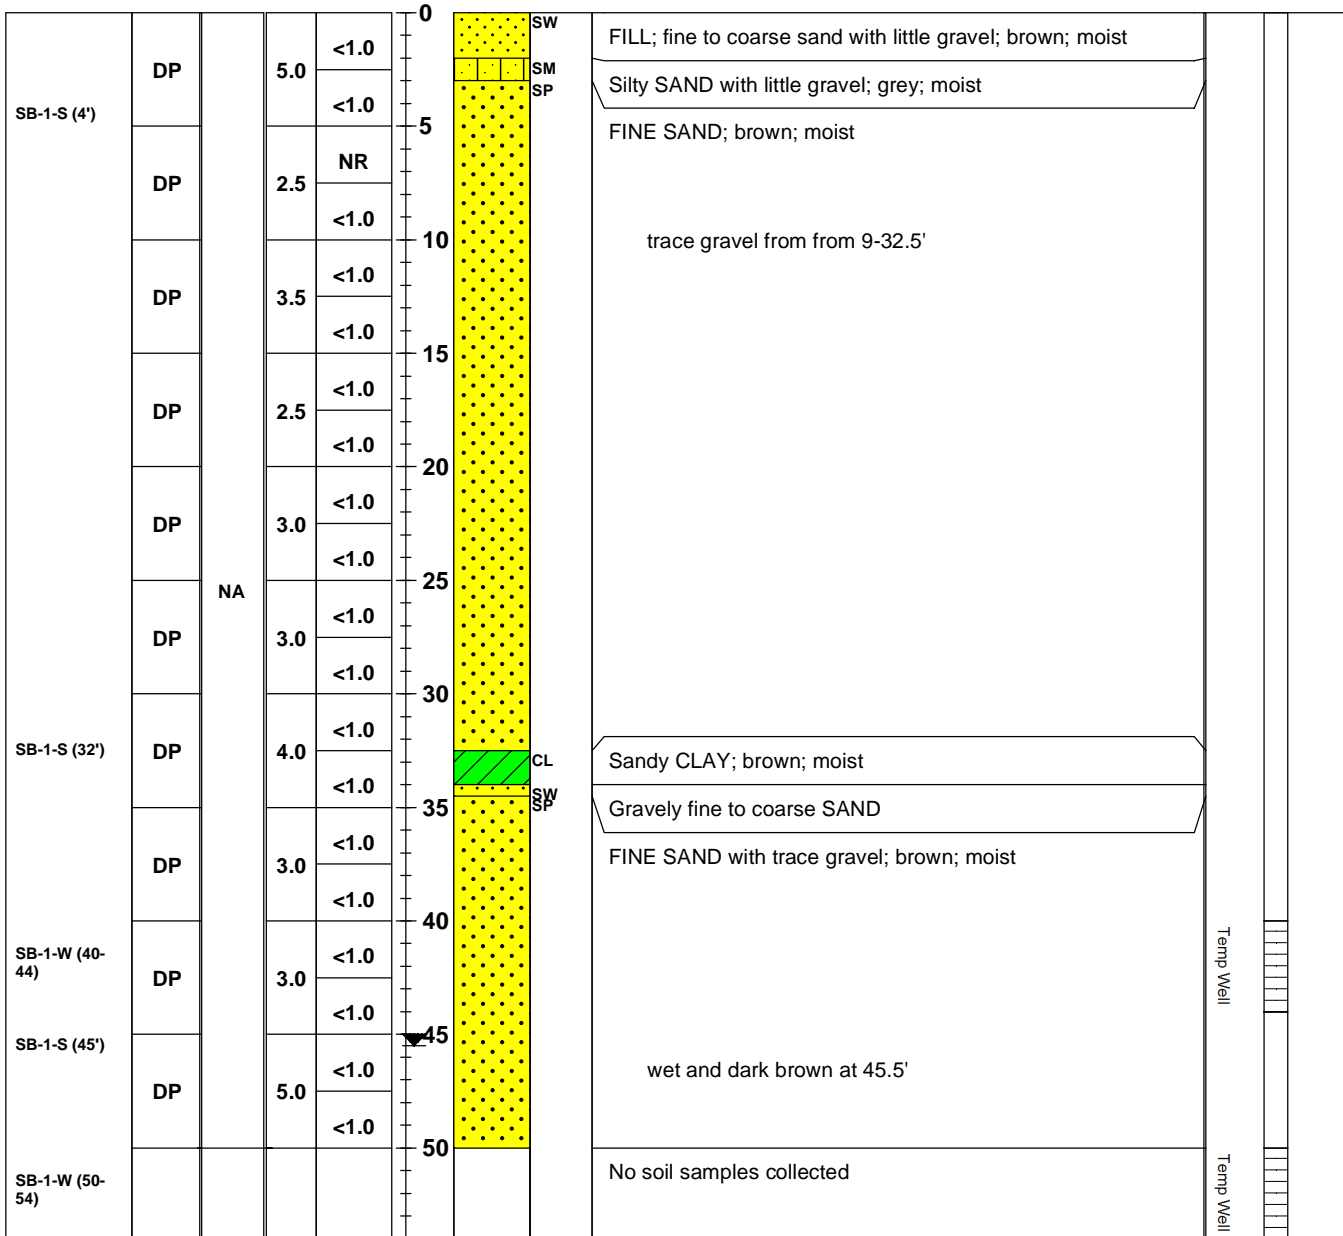 0
SW
FILL; fine to coarse sand with little gravel; brown; moist
<1.0
DP
5.0
SM
Silty SAND with little gravel; grey; moist
SP
<1.0
SB-1-S (4')
5
FINE SAND; brown; moist
NR
DP
2.5
<1.0
10
trace gravel from from 9-32.5'
<1.0
DP
3.5
<1.0
15
<1.0
DP
2.5
<1.0
20
<1.0
DP
3.0
<1.0
25
NA
<1.0
DP
3.0
<1.0
30
<1.0
SB-1-S (32')
DP
4.0
CL
Sandy CLAY; brown; moist
<1.0
SW
SP
35
Gravely fine to coarse SAND
<1.0
FINE SAND with trace gravel; brown; moist
DP
3.0
<1.0
40
SB-1-W (40-
44)
<1.0
DP
3.0
Temp Well
<1.0
45
SB-1-S (45')
<1.0
wet and dark brown at 45.5'
DP
5.0
<1.0
50
No soil samples collected
SB-1-W (50-
54)
Temp Well